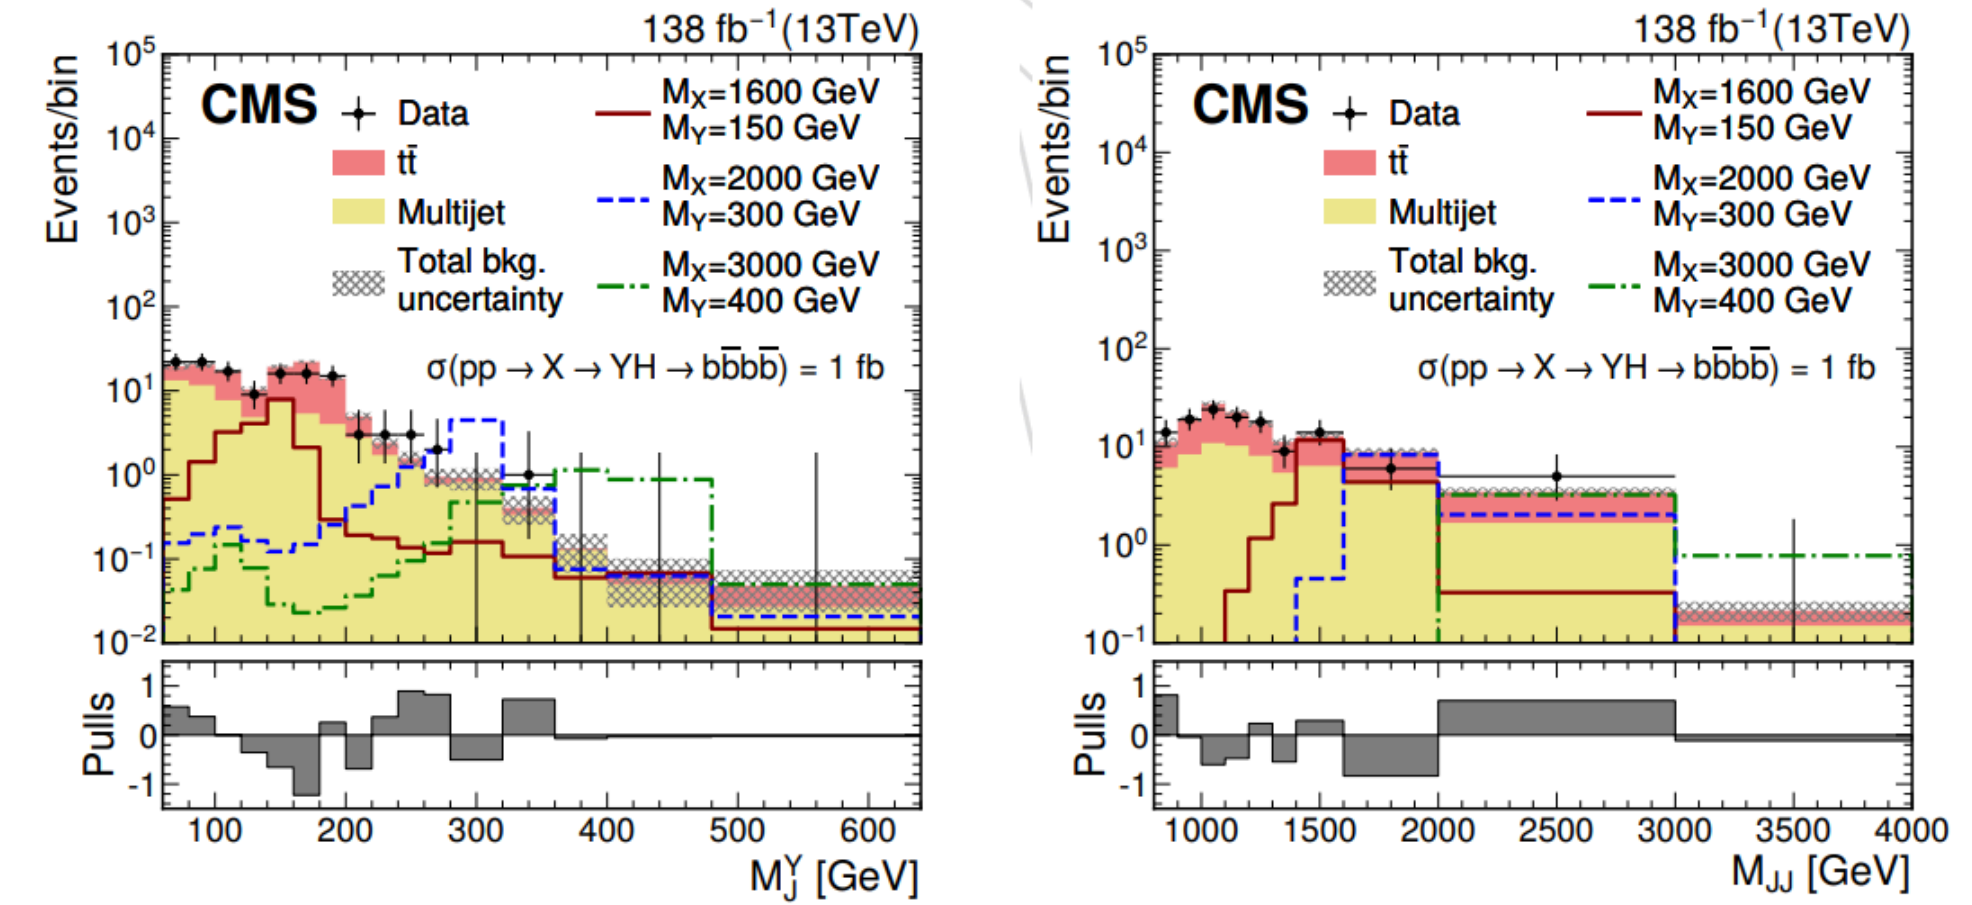 138 fb⁻¹(13TeV)
Events/bin
10⁵
10⁴
10³
10²
10¹
10⁰
10⁻¹
10⁻²
CMS
Data
tt̄
Multijet
Total bkg.
uncertainty
M_X=1600 GeV
M_Y=150 GeV
M_X=2000 GeV
M_Y=300 GeV
M_X=3000 GeV
M_Y=400 GeV
σ(pp → X → YH → bb̄bb̄) = 1 fb
Pulls
1
0
-1
100 200 300 400 500 600
M_J^Y [GeV]
138 fb⁻¹(13TeV)
Events/bin
10⁵
10⁴
10³
10²
10¹
10⁰
10⁻¹
CMS
Data
tt̄
Multijet
Total bkg.
uncertainty
M_X=1600 GeV
M_Y=150 GeV
M_X=2000 GeV
M_Y=300 GeV
M_X=3000 GeV
M_Y=400 GeV
σ(pp → X → YH → bb̄bb̄) = 1 fb
Pulls
1
0
-1
1000 1500 2000 2500 3000 3500 4000
M_JJ [GeV]